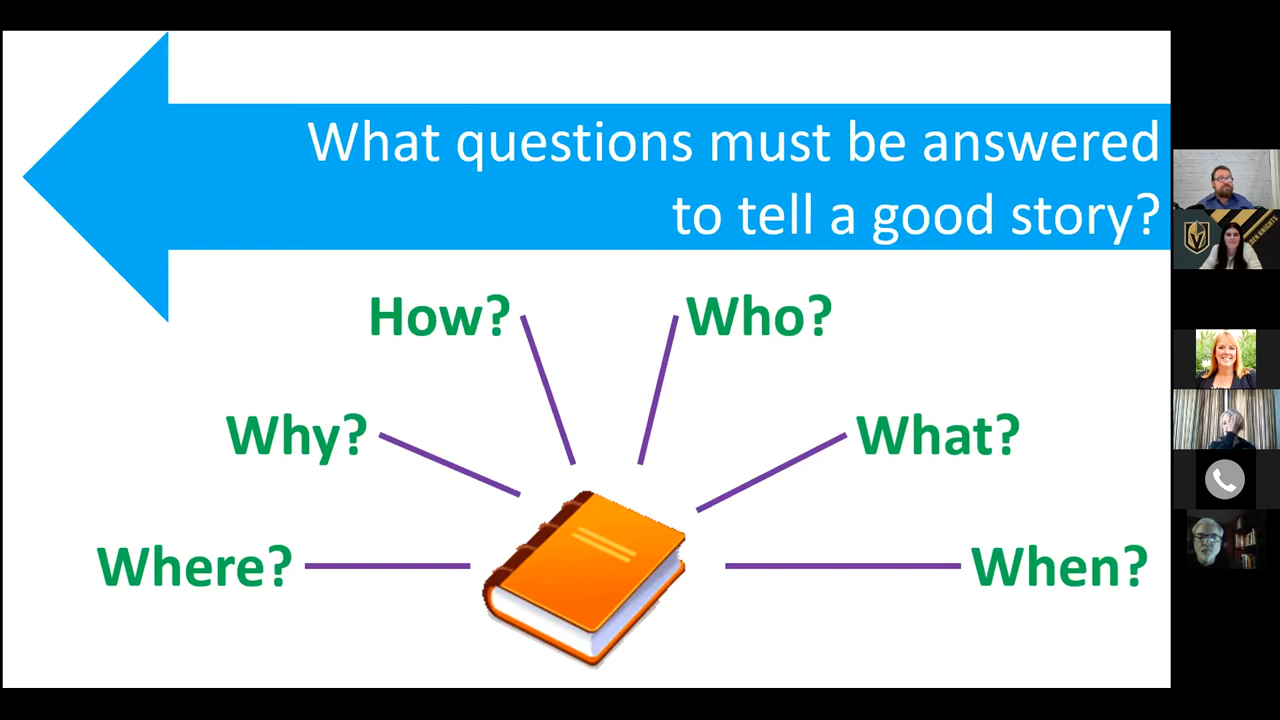 What questions must be answered
to tell a good story?
How?
Who?
Why?
What?
Where?
When?